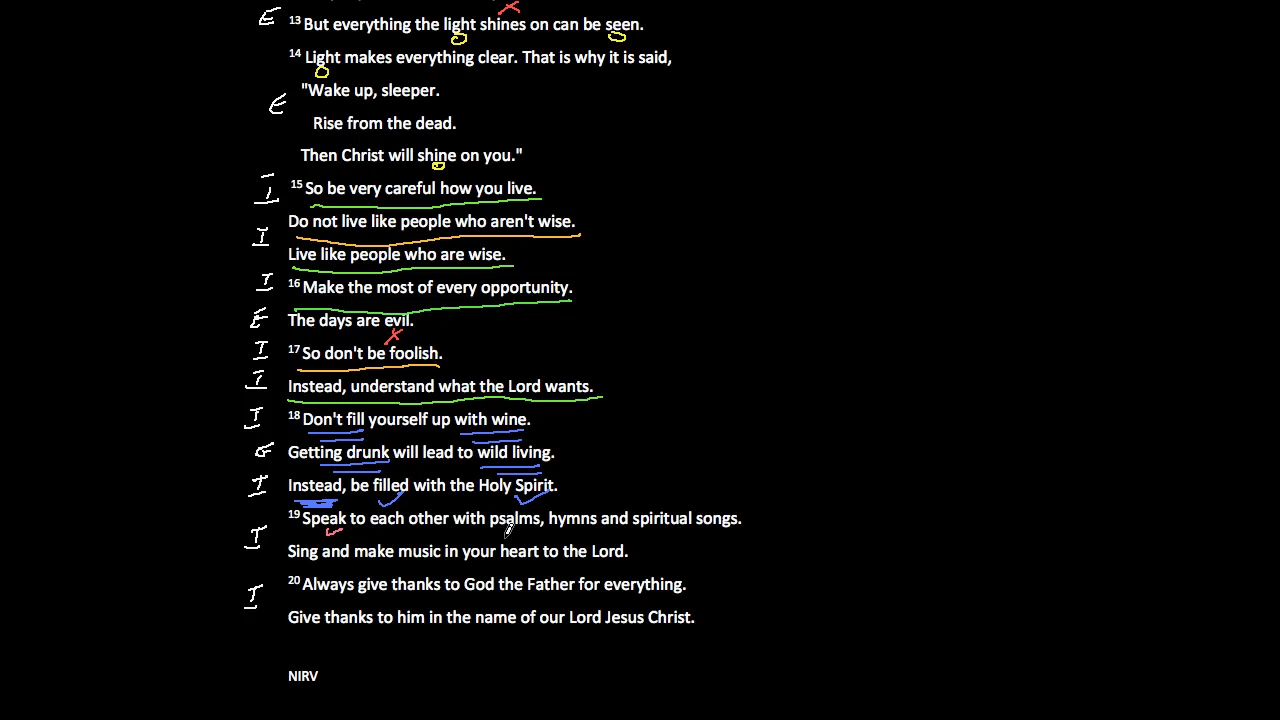 E 13 But everything the light shines on can be seen.
14 Light makes everything clear. That is why it is said,
E "Wake up, sleeper.
Rise from the dead.
Then Christ will shine on you."
I 15 So be very careful how you live.
I Do not live like people who aren't wise.
Live like people who are wise.
I 16 Make the most of every opportunity.
E The days are evil.
I 17 So don't be foolish.
I Instead, understand what the Lord wants.
I 18 Don't fill yourself up with wine.
E Getting drunk will lead to wild living.
I Instead, be filled with the Holy Spirit.
I 19 Speak to each other with psalms, hymns and spiritual songs.
Sing and make music in your heart to the Lord.
I 20 Always give thanks to God the Father for everything.
Give thanks to him in the name of our Lord Jesus Christ.
NIRV